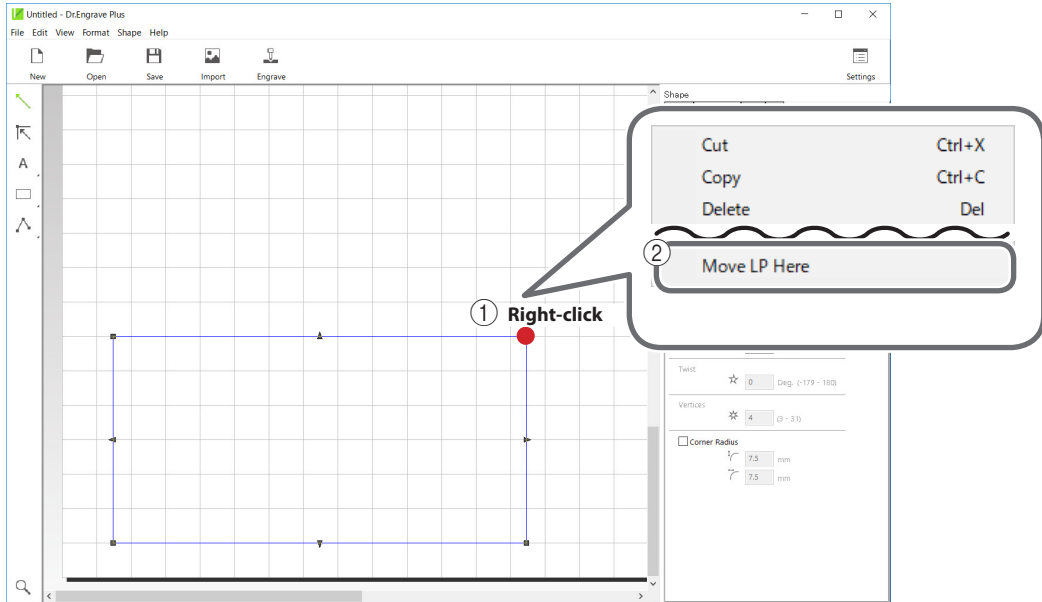 Untitled - Dr.Engrave Plus
File Edit View Format Shape Help
New Open Save Import Engrave Settings
Shape
A
Cut Ctrl+X
Copy Ctrl+C
Delete Del
② Move LP Here
① Right-click
Twist
0 Deg. (-179 - 180)
Vertices
4 (3 - 31)
Corner Radius
7.5 mm
7.5 mm